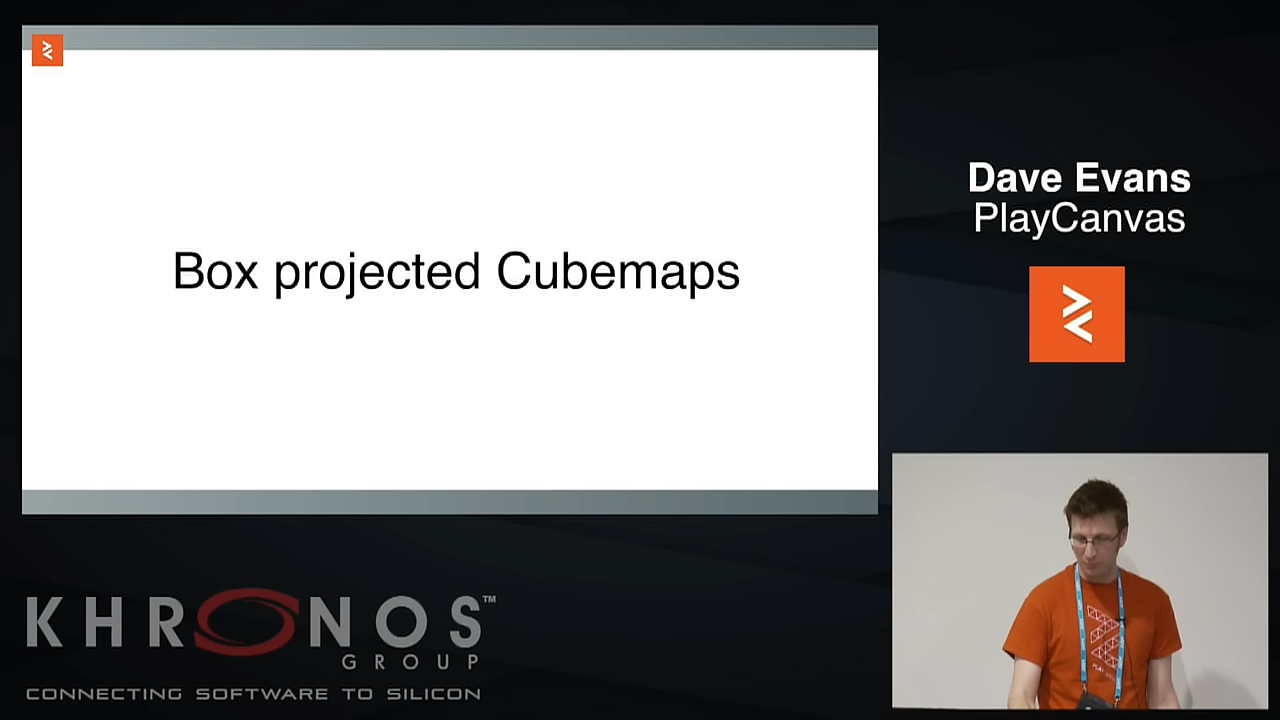 Box projected Cubemaps
Dave Evans
PlayCanvas
KHRONOS™
GROUP
CONNECTING SOFTWARE TO SILICON